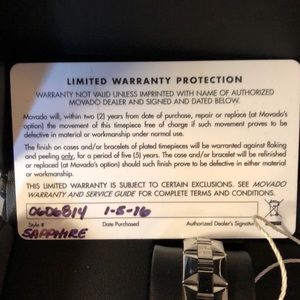 LIMITED WARRANTY PROTECTION
WARRANTY NOT VALID UNLESS IMPRINTED WITH NAME OF AUTHORIZED
MOVADO DEALER AND SIGNED AND DATED BELOW.
Movado will, within two (2) years from date of purchase, repair or replace (at Movado's
option) the movement of this timepiece free of charge if such movement proves to be
defective in material or workmanship under normal use.
The finish on cases and/or bracelets of plated timepieces will be warranted against flaking
and peeling only, for a period of five (5) years. The case and/or bracelet will be refinished
or replaced (at Movado's option) should such finish prove to be defective in either material
or workmanship.
THIS LIMITED WARRANTY IS SUBJECT TO CERTAIN EXCLUSIONS. SEE MOVADO
WARRANTY AND SERVICE GUIDE FOR COMPLETE TERMS AND CONDITIONS.
0606814 1-5-16
Style # Date Purchased Authorized Dealer's Signature
SAPPHIRE